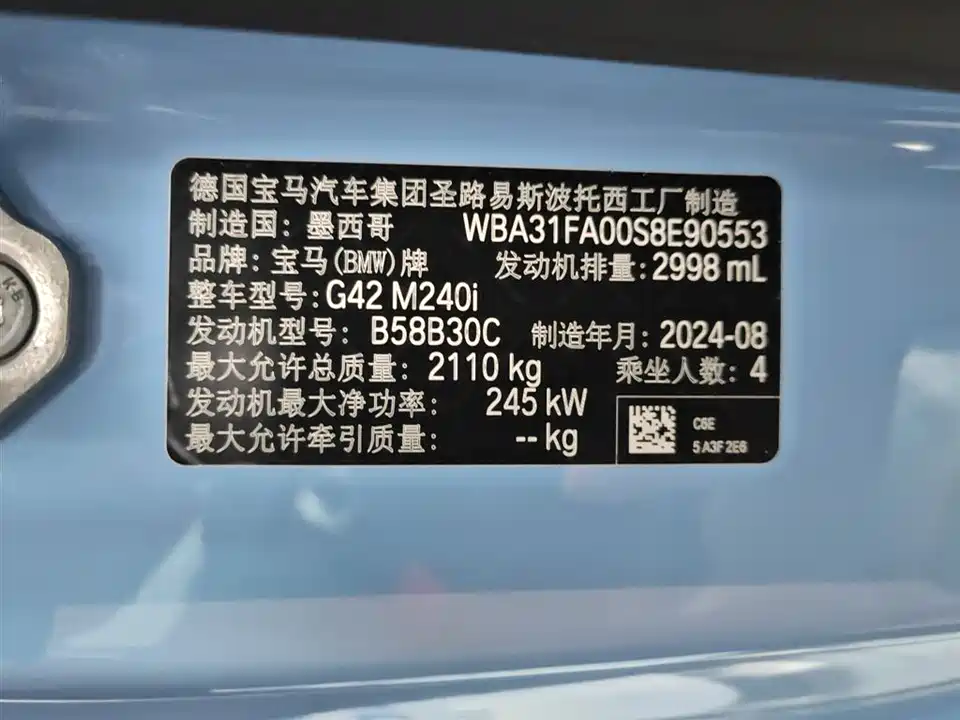 德国宝马汽车集团圣路易斯波托西工厂制造
制造国：墨西哥 WBA31FA00S8E90553
品牌：宝马(BMW)牌 发动机排量：2998 mL
整车型号：G42 M240i
发动机型号：B58B30C 制造年月：2024-08
最大允许总质量：2110 kg 乘坐人数：4
发动机最大净功率：245 kW
最大允许牵引质量：-- kg
C6E
5A3F2E6